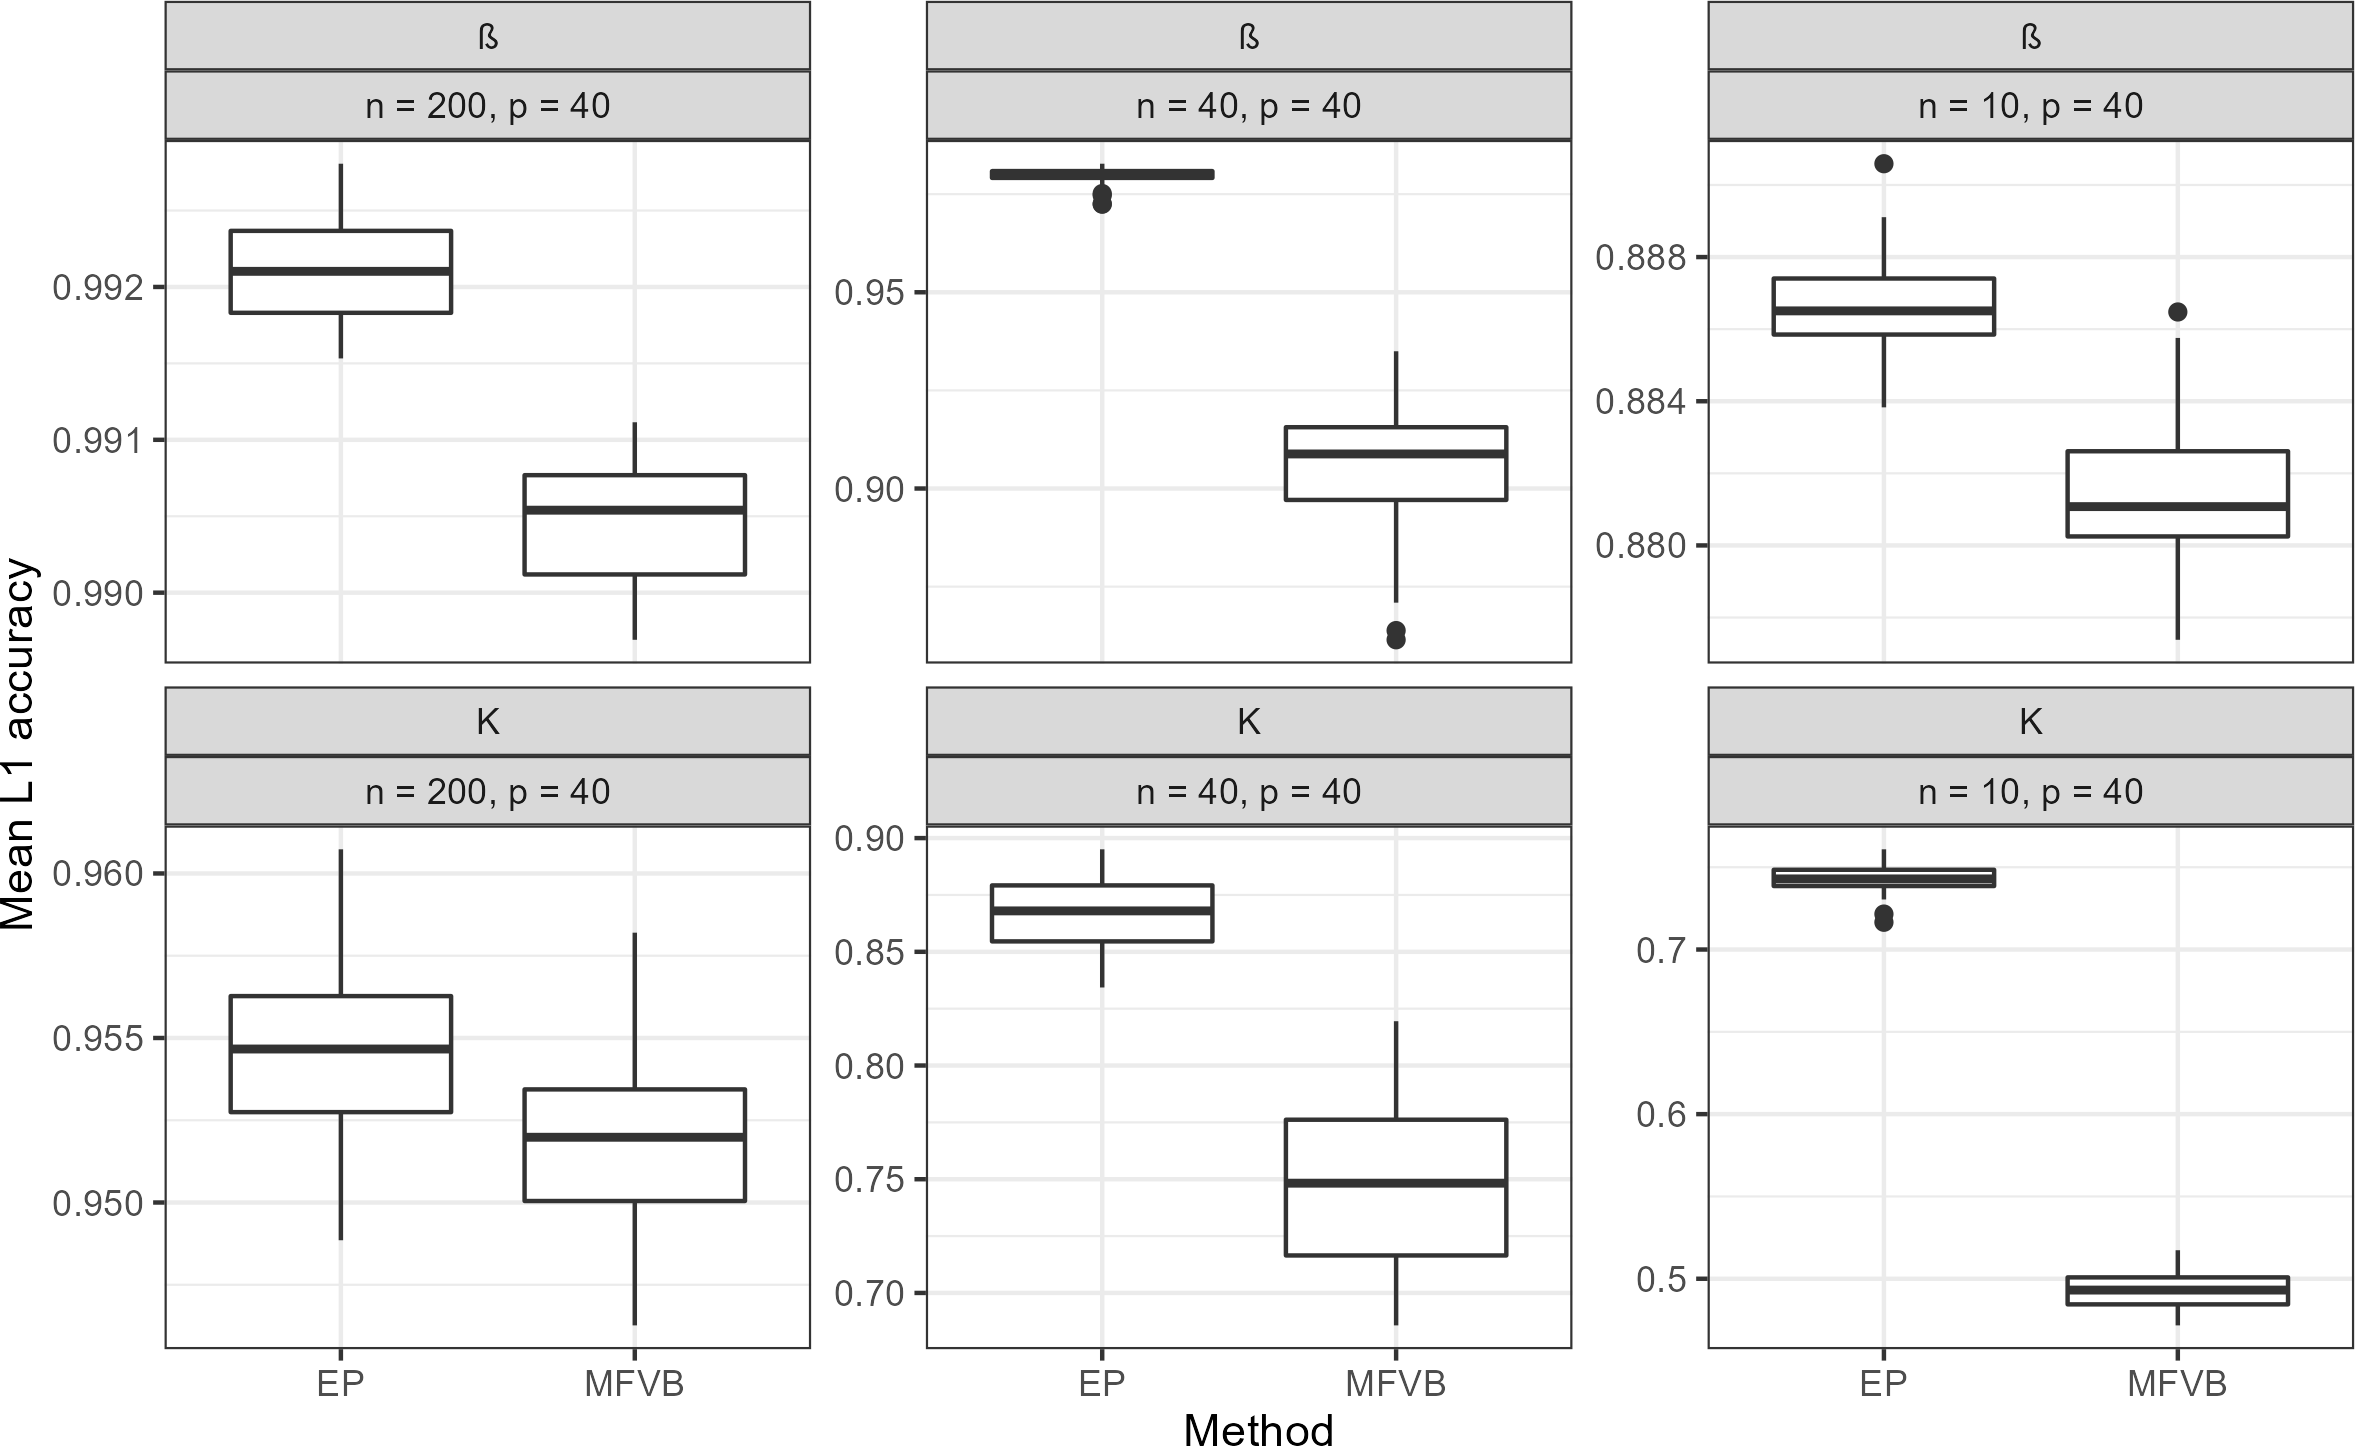 ß
ß
ß
n = 200, p = 40
n = 40, p = 40
n = 10, p = 40
0.992
0.991
0.990
0.95
0.90
0.888
0.884
0.880
Mean L1 accuracy
K
K
K
n = 200, p = 40
n = 40, p = 40
n = 10, p = 40
0.960
0.955
0.950
0.90
0.85
0.80
0.75
0.70
0.7
0.6
0.5
EP
MFVB
EP
MFVB
EP
MFVB
Method